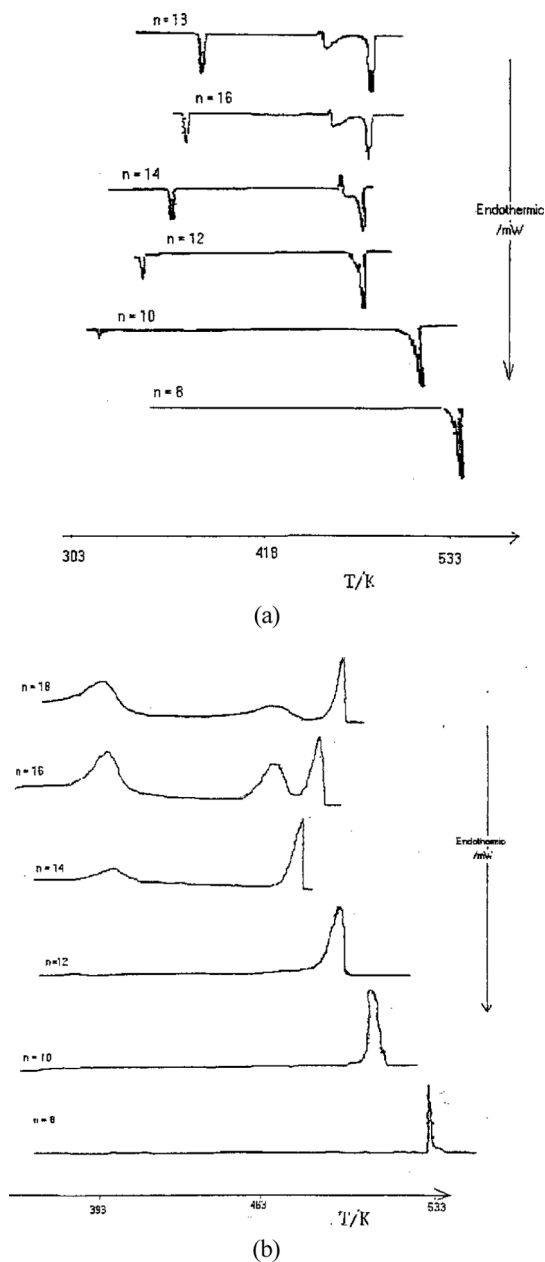 n=13
n=16
n=14
n=12
n=10
n=8
Endothermic
/mW
303 418 533
T/K
(a)
n=18
n=16
n=14
n=12
n=10
n=8
Endothermic
/mW
393 463 533
T/K
(b)